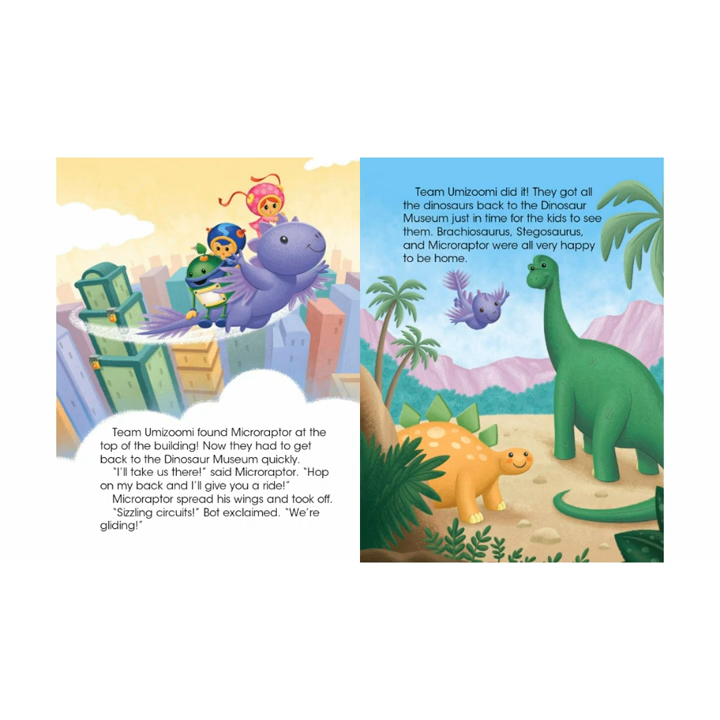 Team Umizoomi found Microraptor at the
top of the building! Now they had to get
back to the Dinosaur Museum quickly.
"I'll take us there!" said Microraptor. "Hop
on my back and I'll give you a ride!"
Microraptor spread his wings and took off.
"Sizzling circuits!" Bot exclaimed. "We're
gliding!"
Team Umizoomi did it! They got all
the dinosaurs back to the Dinosaur
Museum just in time for the kids to see
them. Brachiosaurus, Stegosaurus,
and Microraptor were all very happy
to be home.